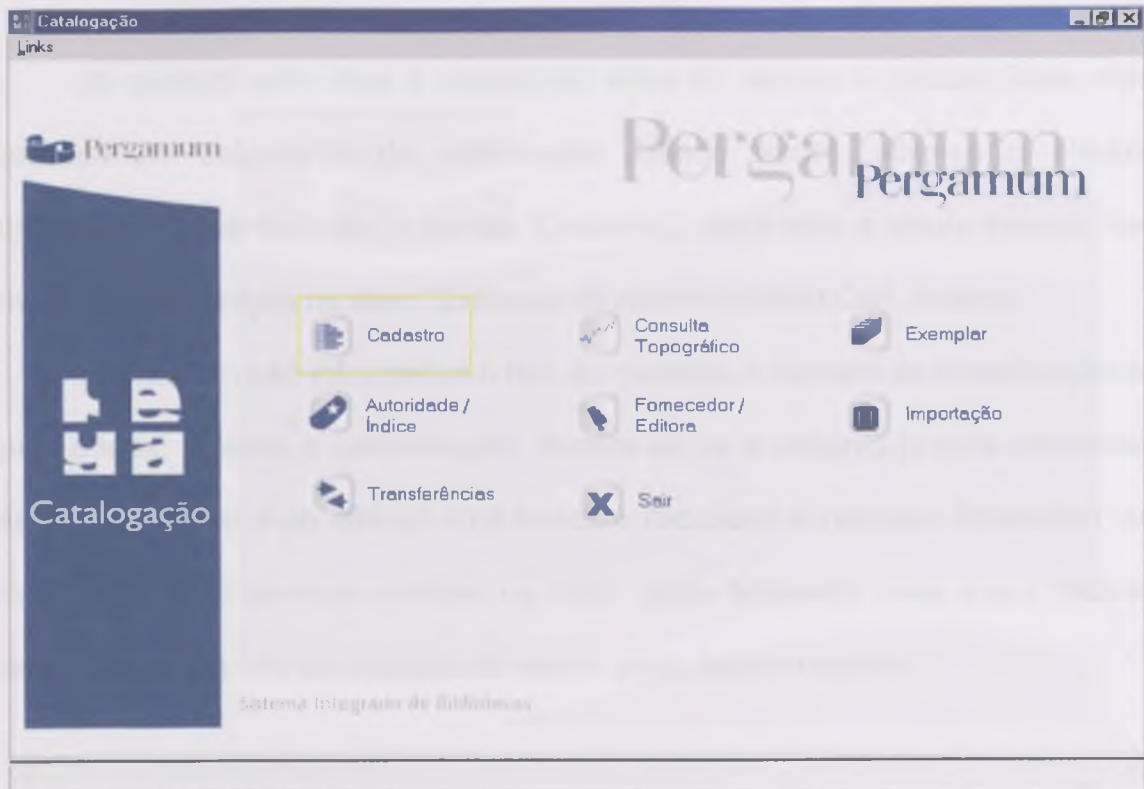 Catalogação
Links
Pergamum
Pergamum
Pergamum
Cadastro
Consulta
Topográfico
Exemplar
Autoridade /
Índice
Fornecedor /
Editora
Importação
Transferências
Sair
Catalogação
Sistema Integrado de Bibliotecas